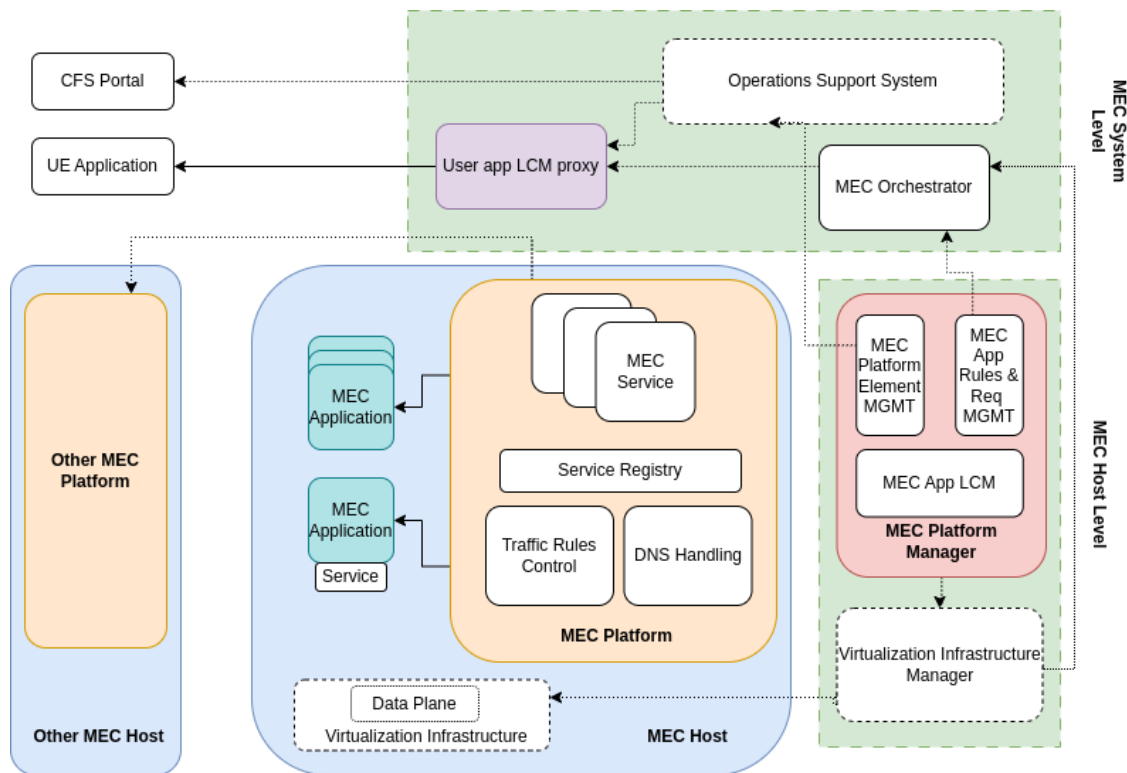 CFS Portal
Operations Support System
MEC System
Level
UE Application
User app LCM proxy
MEC Orchestrator
Other MEC
Platform
Other MEC Host
MEC
Application
MEC
Application
Service
MEC
Service
Service Registry
Traffic Rules
Control
DNS Handling
MEC Platform
Data Plane
Virtualization Infrastructure
MEC Host
MEC
Platform
Element
MGMT
MEC
App
Rules &
Req
MGMT
MEC App LCM
MEC Platform
Manager
Virtualization Infrastructure
Manager
MEC Host Level